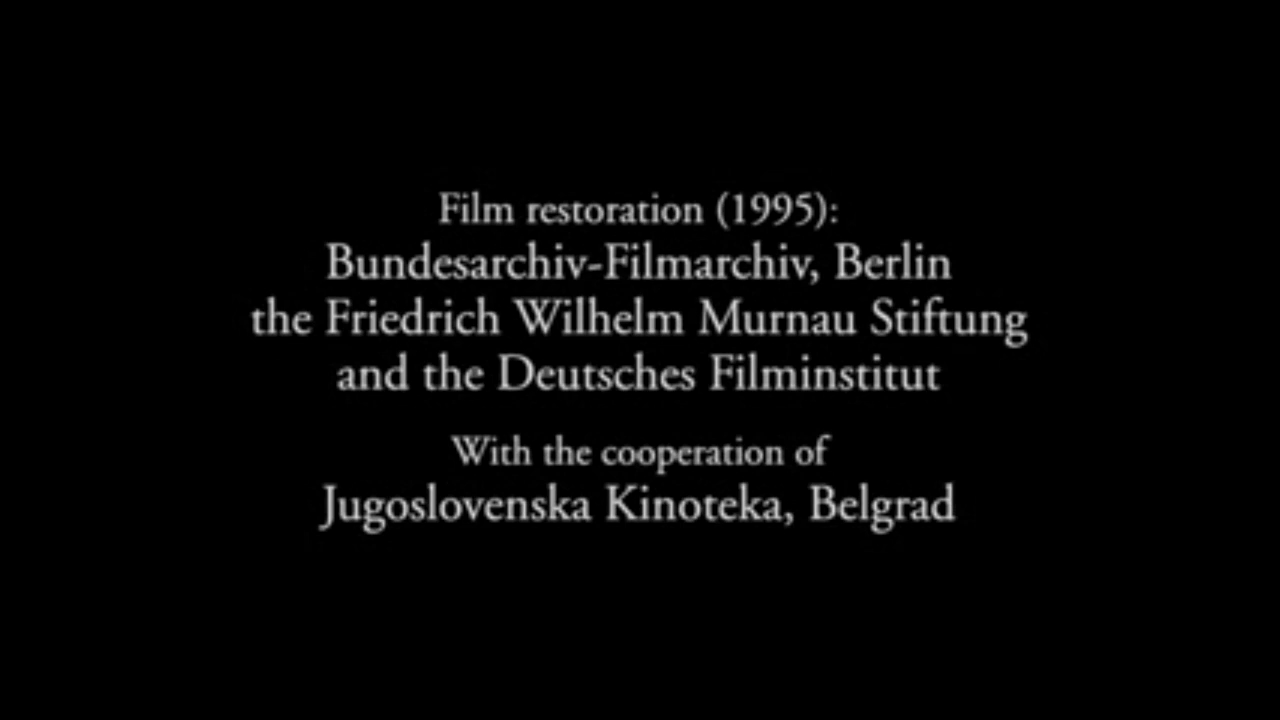 Film restoration (1995):
Bundesarchiv-Filmarchiv, Berlin
the Friedrich Wilhelm Murnau Stiftung
and the Deutsches Filminstitut
With the cooperation of
Jugoslovenska Kinoteka, Belgrad